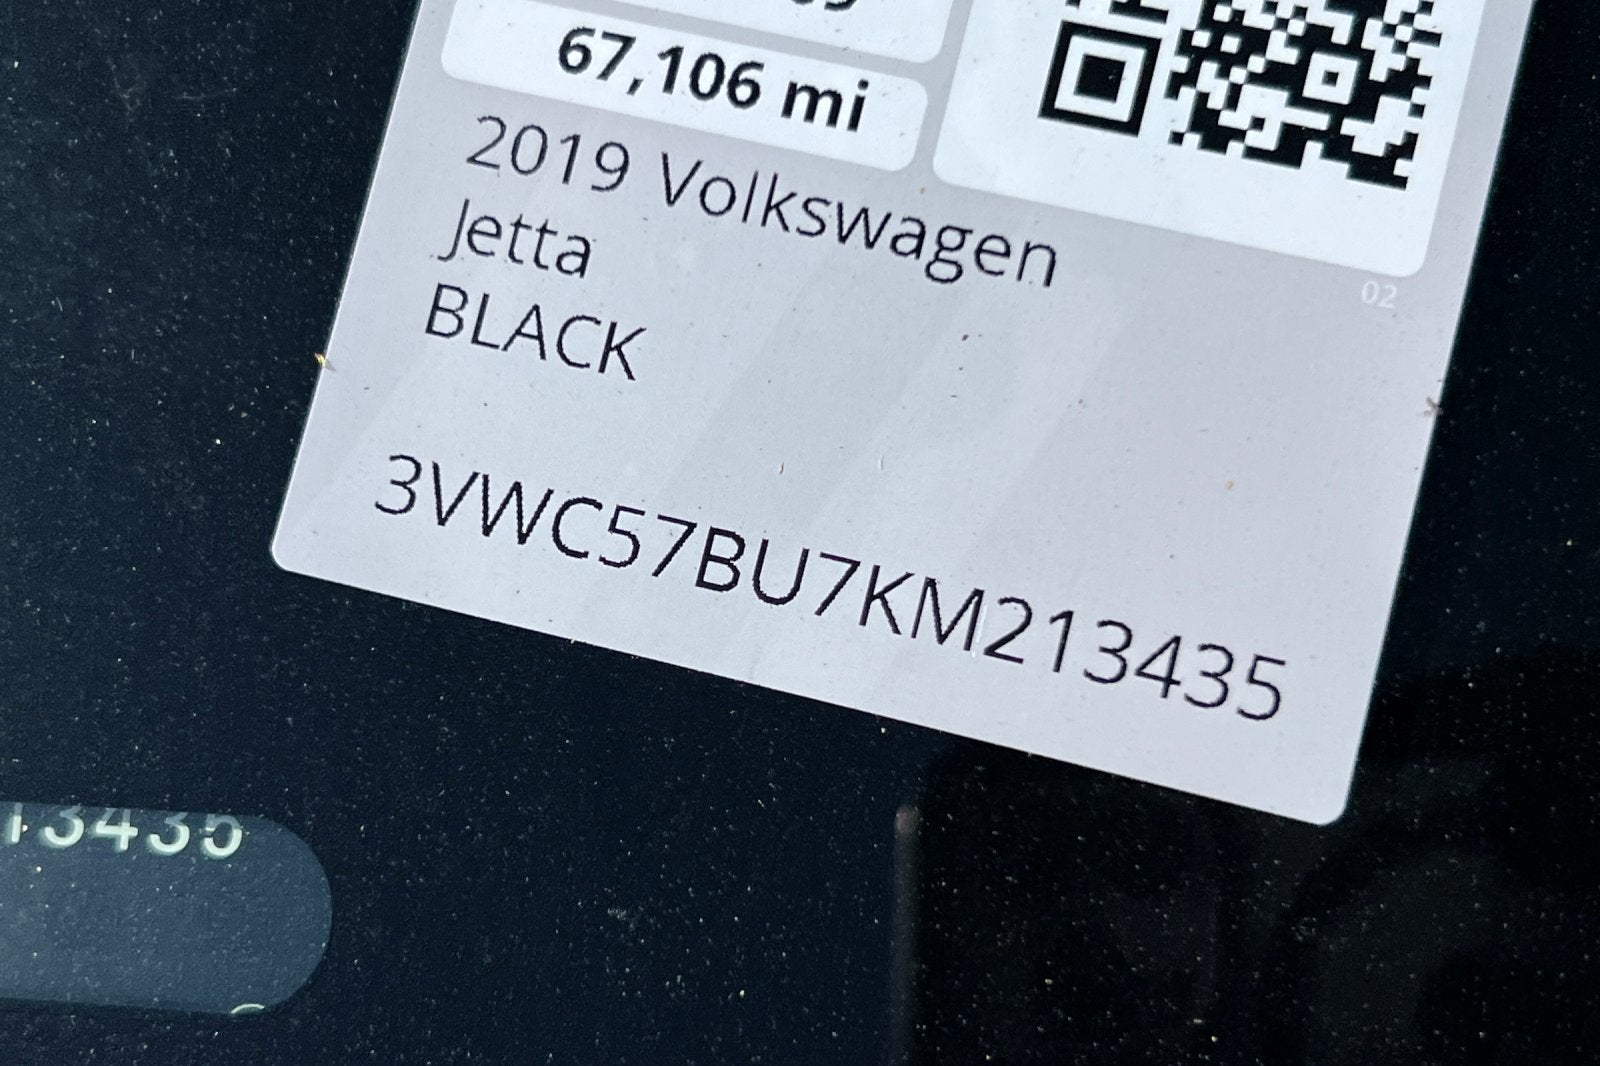 67,106 mi
2019 Volkswagen
Jetta
BLACK
02
3VWC57BU7KM213435
13435